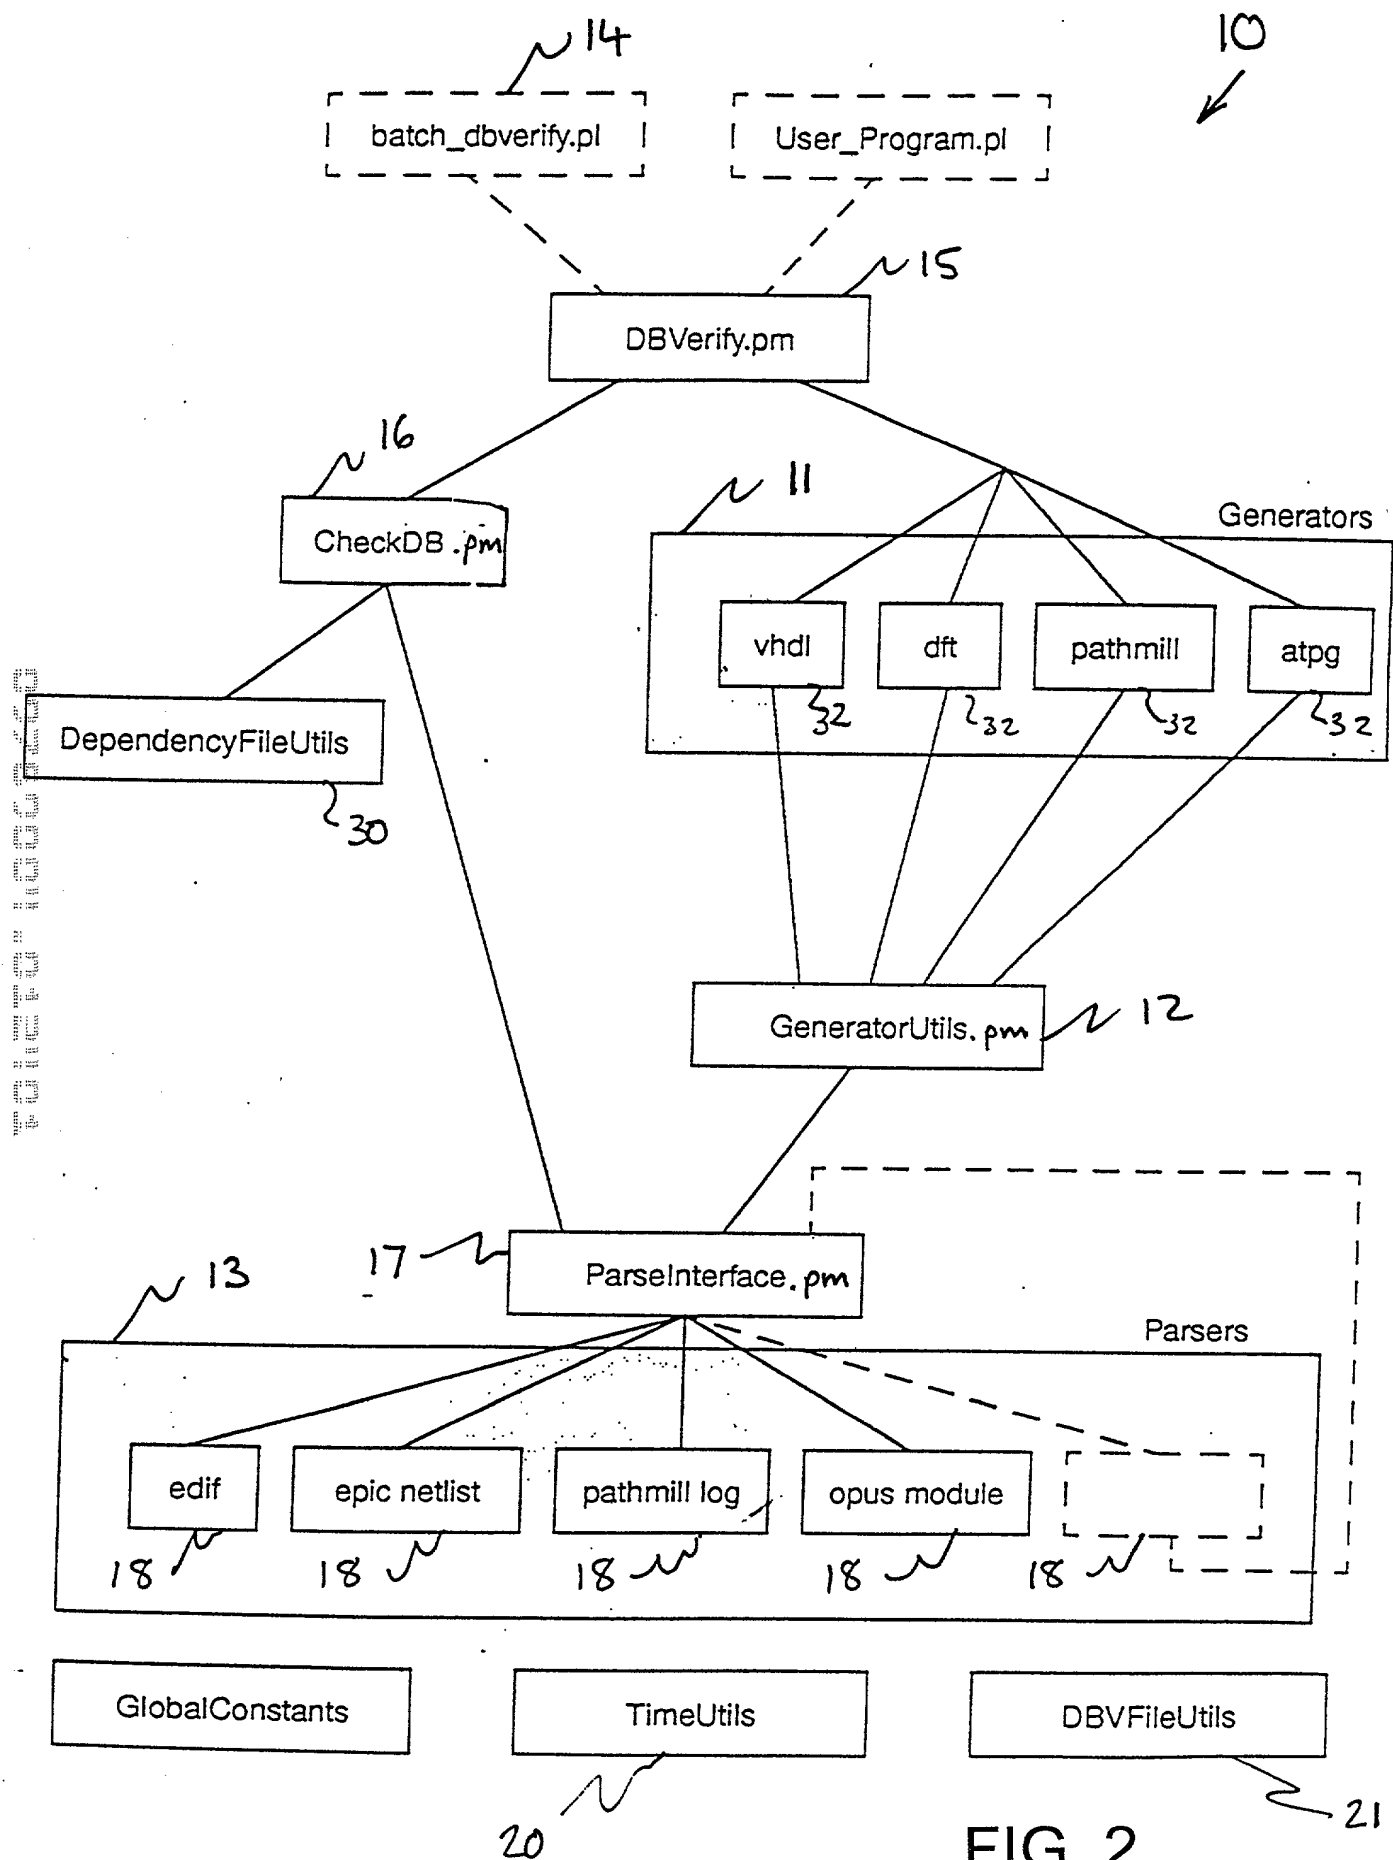 14
10
batch_dbverify.pl
User_Program.pl
15
DBVerify.pm
16
11
Generators
CheckDB.pm
vhdl
dft
pathmill
atpg
32
32
32
32
DependencyFileUtils
30
GeneratorUtils.pm
12
17
ParseInterface.pm
13
Parsers
edif
epic netlist
pathmill log
opus module
18
18
18
18
18
GlobalConstants
TimeUtils
DBVFileUtils
20
21
FIG. 2